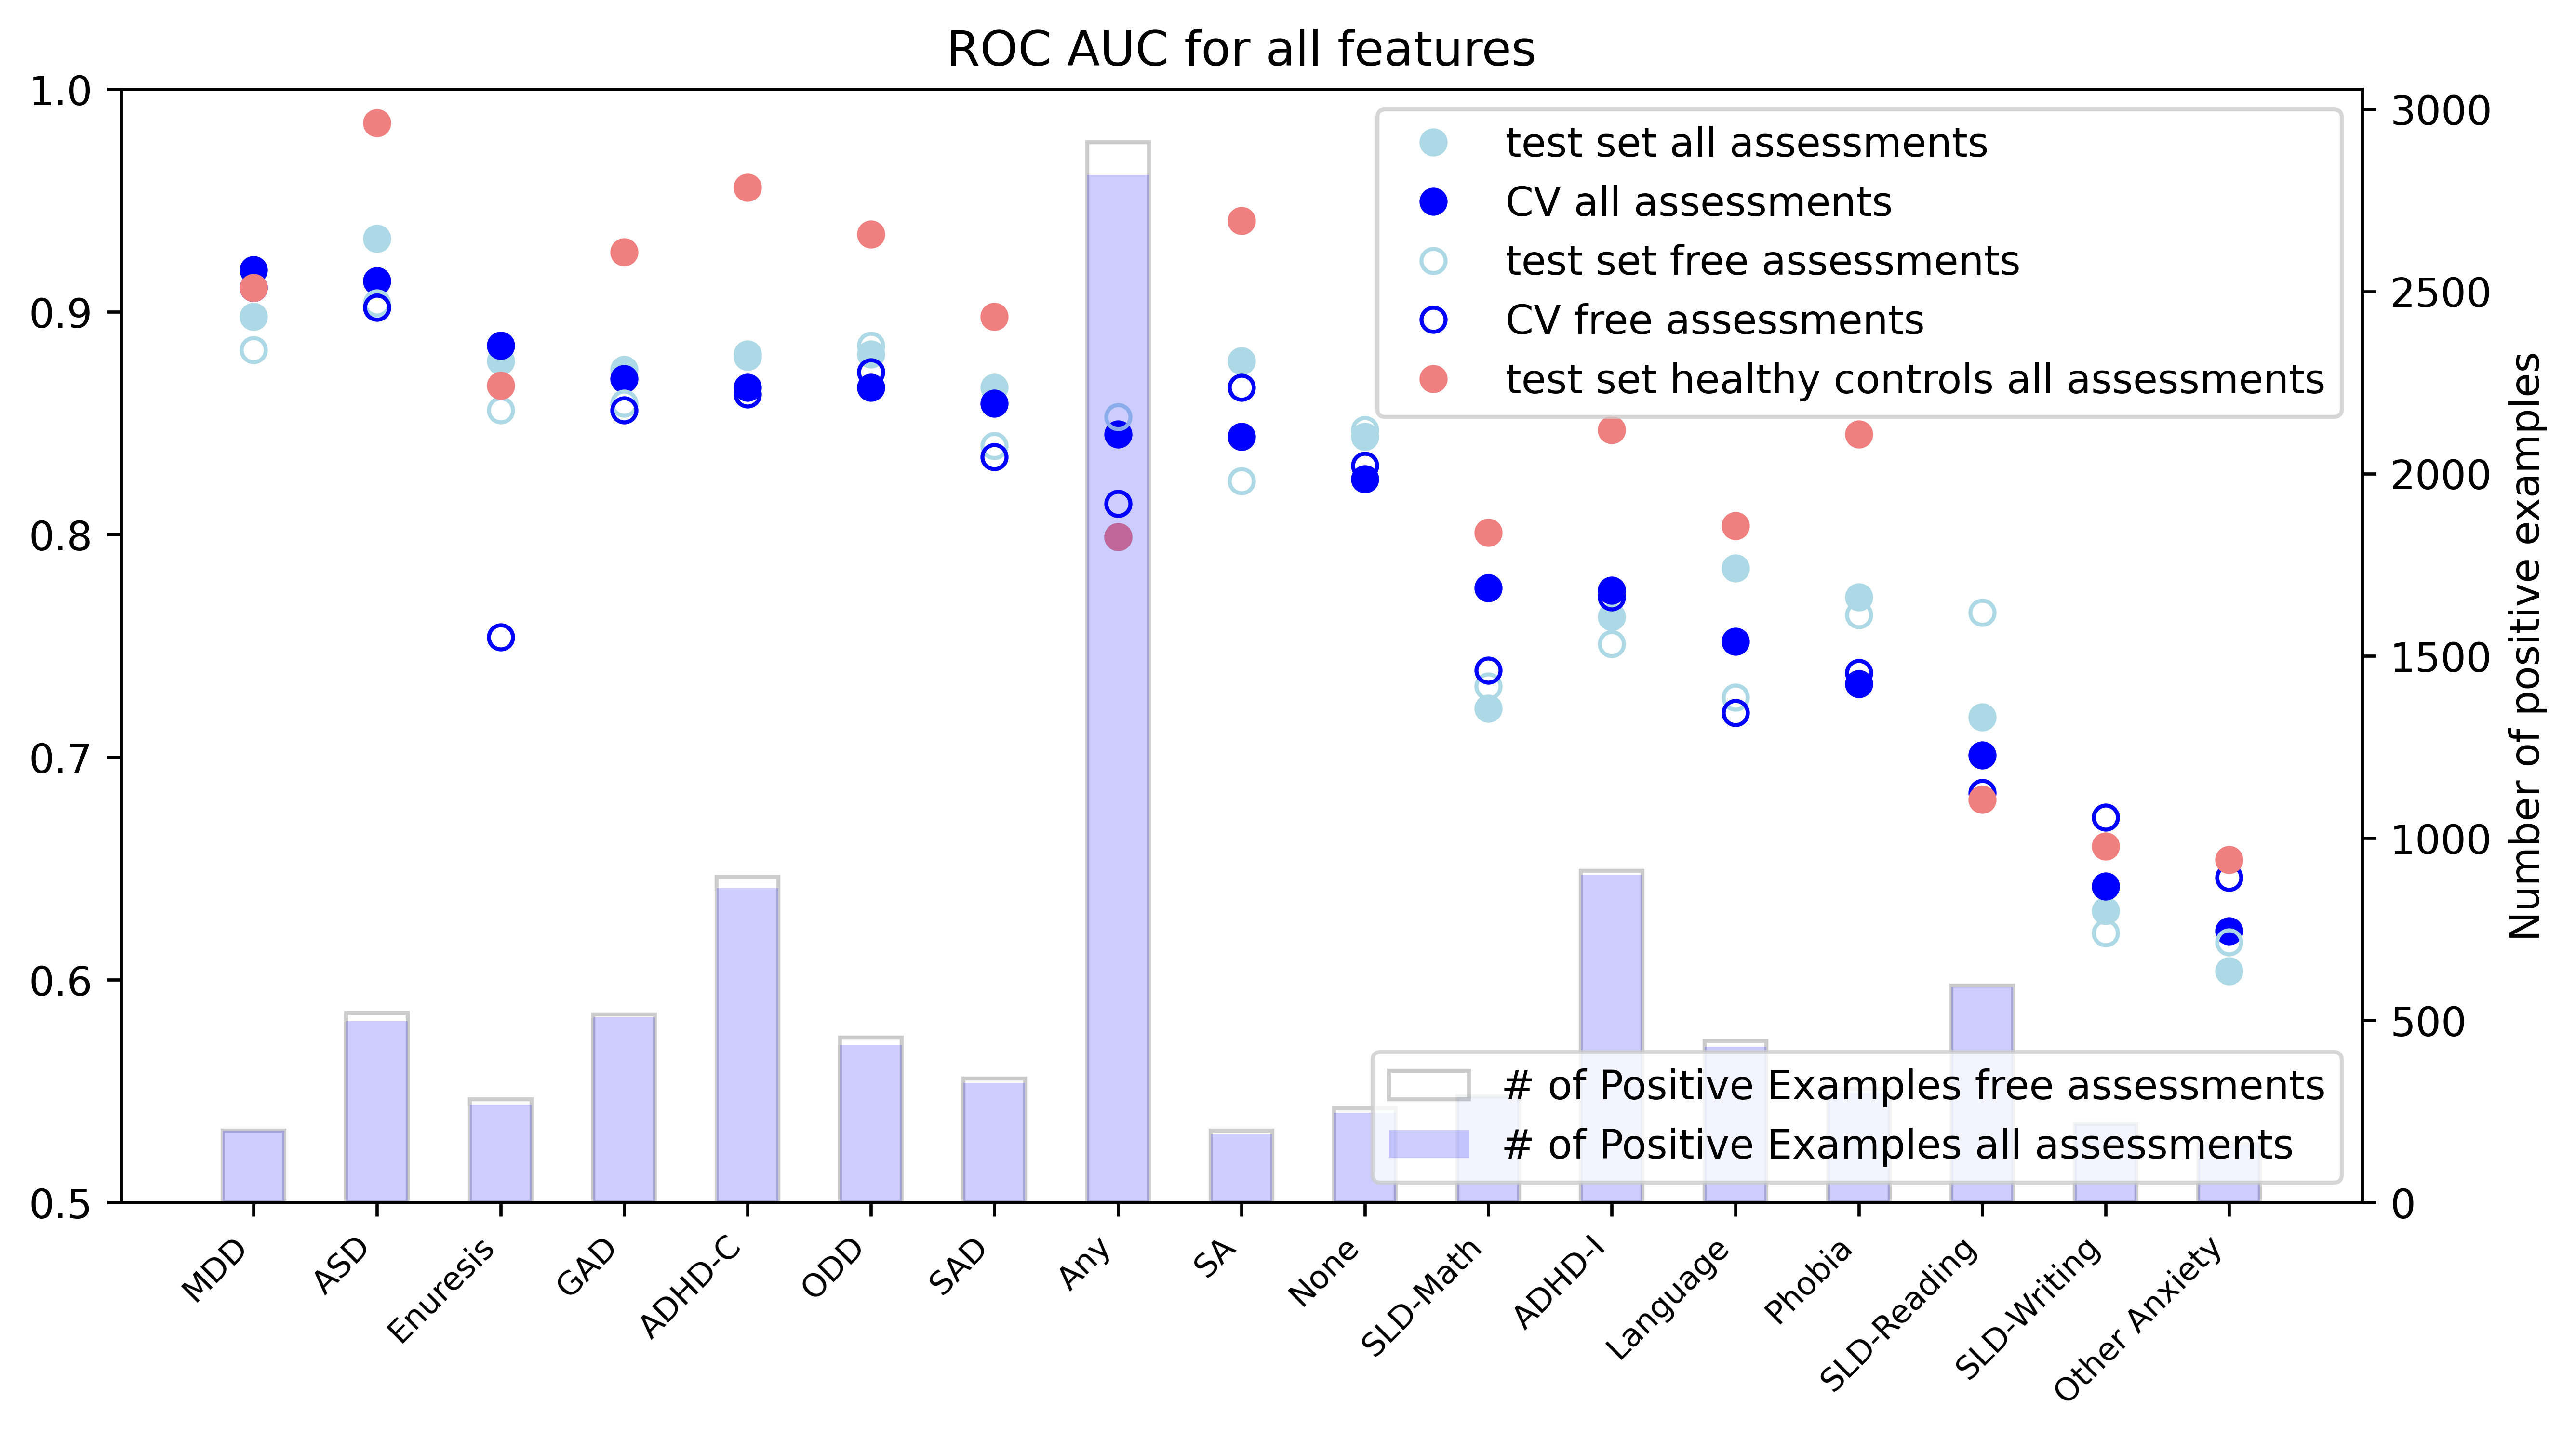 ROC AUC for all features
1.0
0.9
0.8
0.7
0.6
0.5
3000
2500
2000
1500
1000
500
0
Number of positive examples
test set all assessments
CV all assessments
test set free assessments
CV free assessments
test set healthy controls all assessments
# of Positive Examples free assessments
# of Positive Examples all assessments
MDD
ASD
Enuresis
GAD
ADHD-C
ODD
SAD
Any
SA
None
SLD-Math
ADHD-I
Language
Phobia
SLD-Reading
SLD-Writing
Other Anxiety